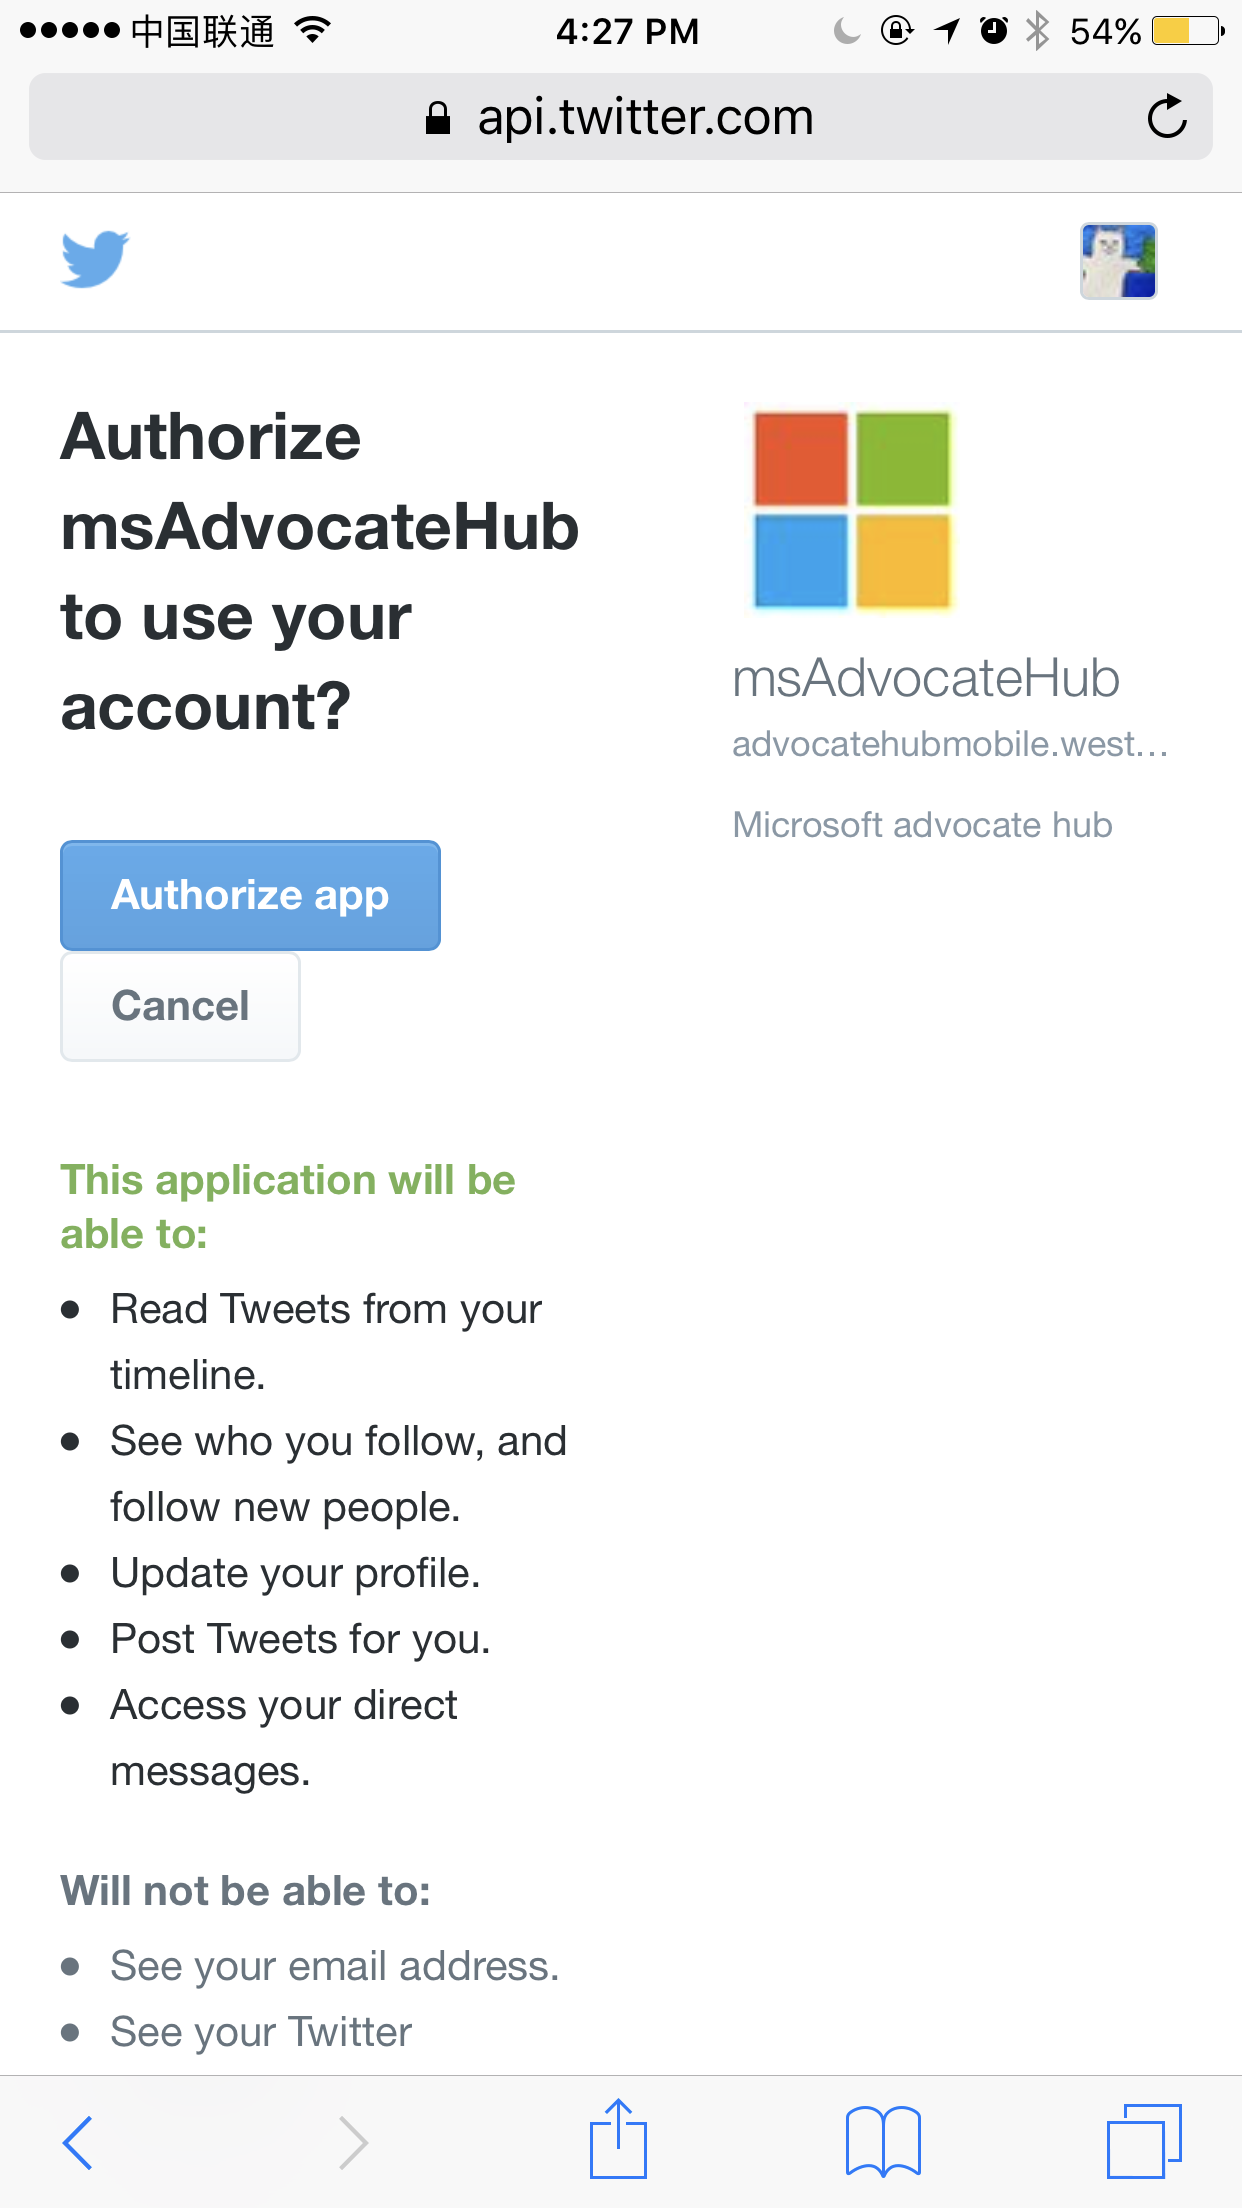 中国联通
4:27 PM
54%
api.twitter.com
Authorize
msAdvocateHub
to use your
account?
Authorize app
Cancel
msAdvocateHub
advocatehubmobile.west...
Microsoft advocate hub
This application will be
able to:
Read Tweets from your
timeline.
See who you follow, and
follow new people.
Update your profile.
Post Tweets for you.
Access your direct
messages.
Will not be able to:
See your email address.
See your Twitter